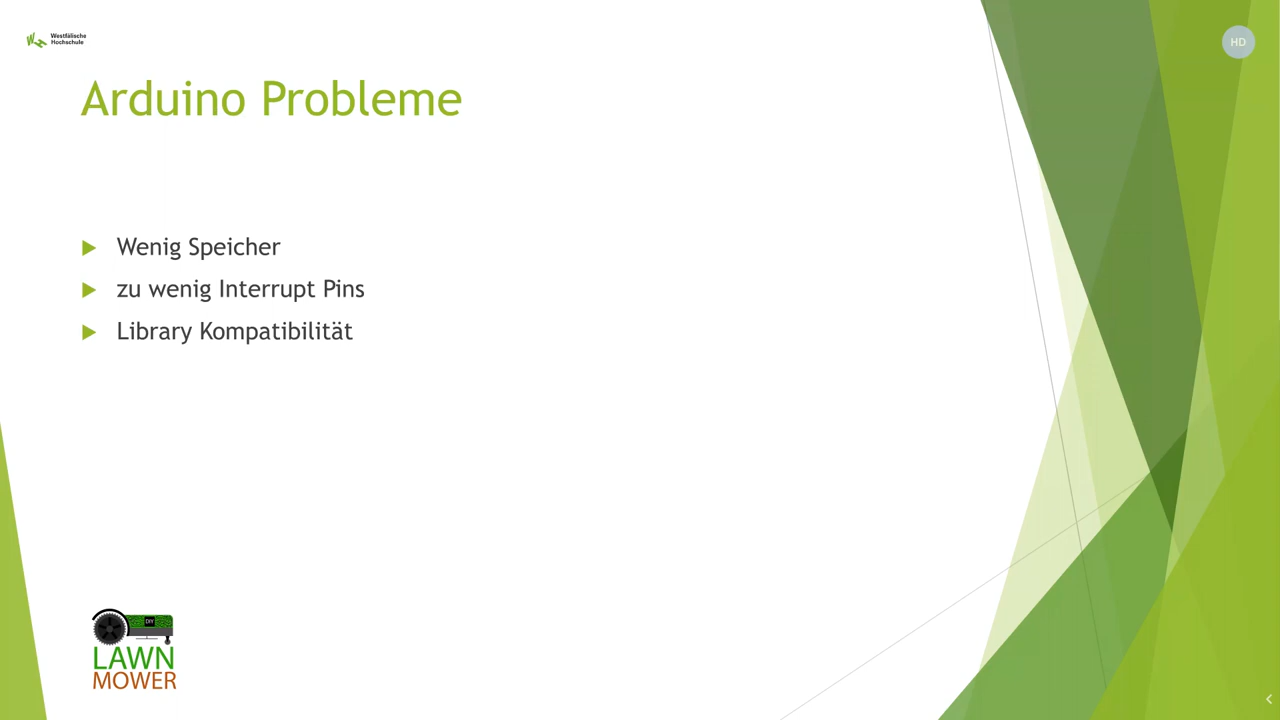 Westfälische
Hochschule
HD
Arduino Probleme
Wenig Speicher
zu wenig Interrupt Pins
Library Kompatibilität
DIY
LAWN
MOWER